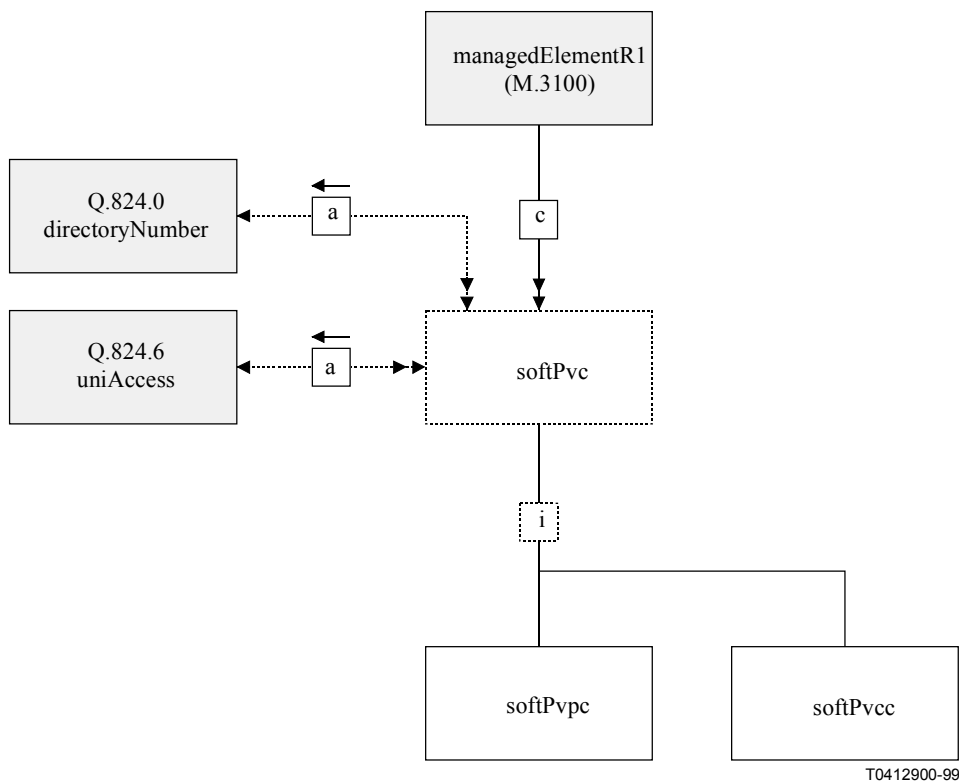 managedElementR1
(M.3100)
Q.824.0
directoryNumber
a
c
Q.824.6
uniAccess
a
softPvc
i
softPvpc
softPvcc
T0412900-99